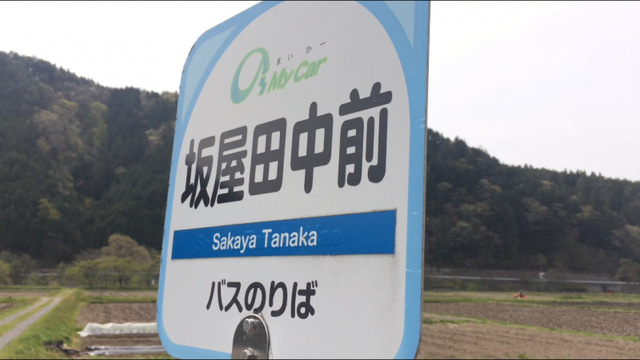 まいかー
My Car
坂屋田中前
Sakaya Tanaka
バスのりば